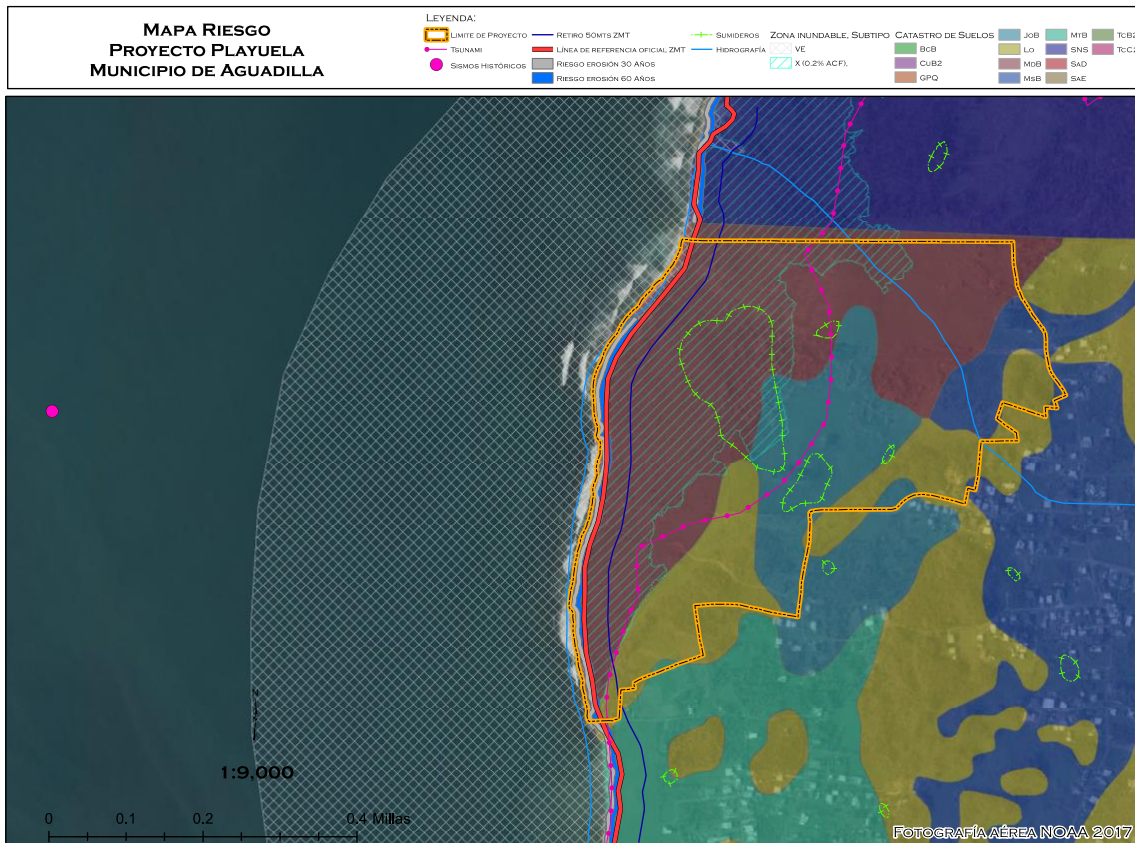 Mapa Riesgo
Proyecto Playuela
Municipio de Aguadilla
Leyenda:
Limite de Proyecto
Tsunami
Sismos Históricos
Retiro 50mts ZMT
Línea de referencia oficial ZMT
Riesgo erosión 30 Años
Riesgo erosión 60 Años
Sumideros
Hidrografía
Zona inundable, Subtipo
VE
X (0.2% ACF).
Catastro de Suelos
BcB
CuB2
GPQ
JoB
Lo
MdB
MsB
MtB
SNS
SaD
SaE
TcB2
TcC2
N
1:9,000
0 0.1 0.2 0.4 Millas
Fotografía aérea NOAA 2017